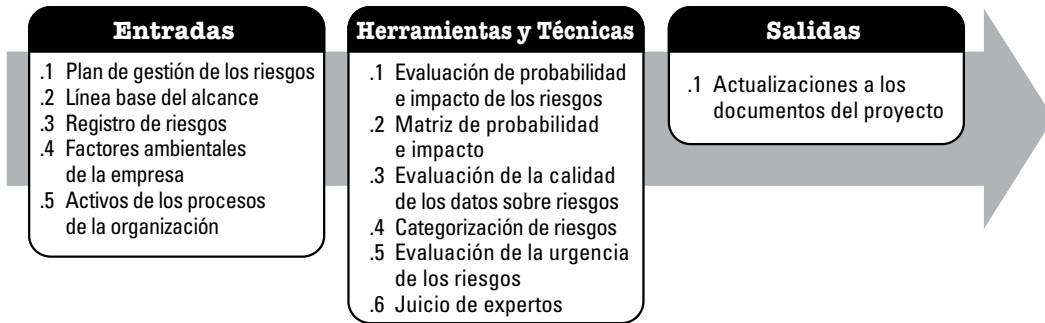 Entradas
.1 Plan de gestión de los riesgos
.2 Línea base del alcance
.3 Registro de riesgos
.4 Factores ambientales
de la empresa
.5 Activos de los procesos
de la organización
Herramientas y Técnicas
.1 Evaluación de probabilidad
e impacto de los riesgos
.2 Matriz de probabilidad
e impacto
.3 Evaluación de la calidad
de los datos sobre riesgos
.4 Categorización de riesgos
.5 Evaluación de la urgencia
de los riesgos
.6 Juicio de expertos
Salidas
.1 Actualizaciones a los
documentos del proyecto